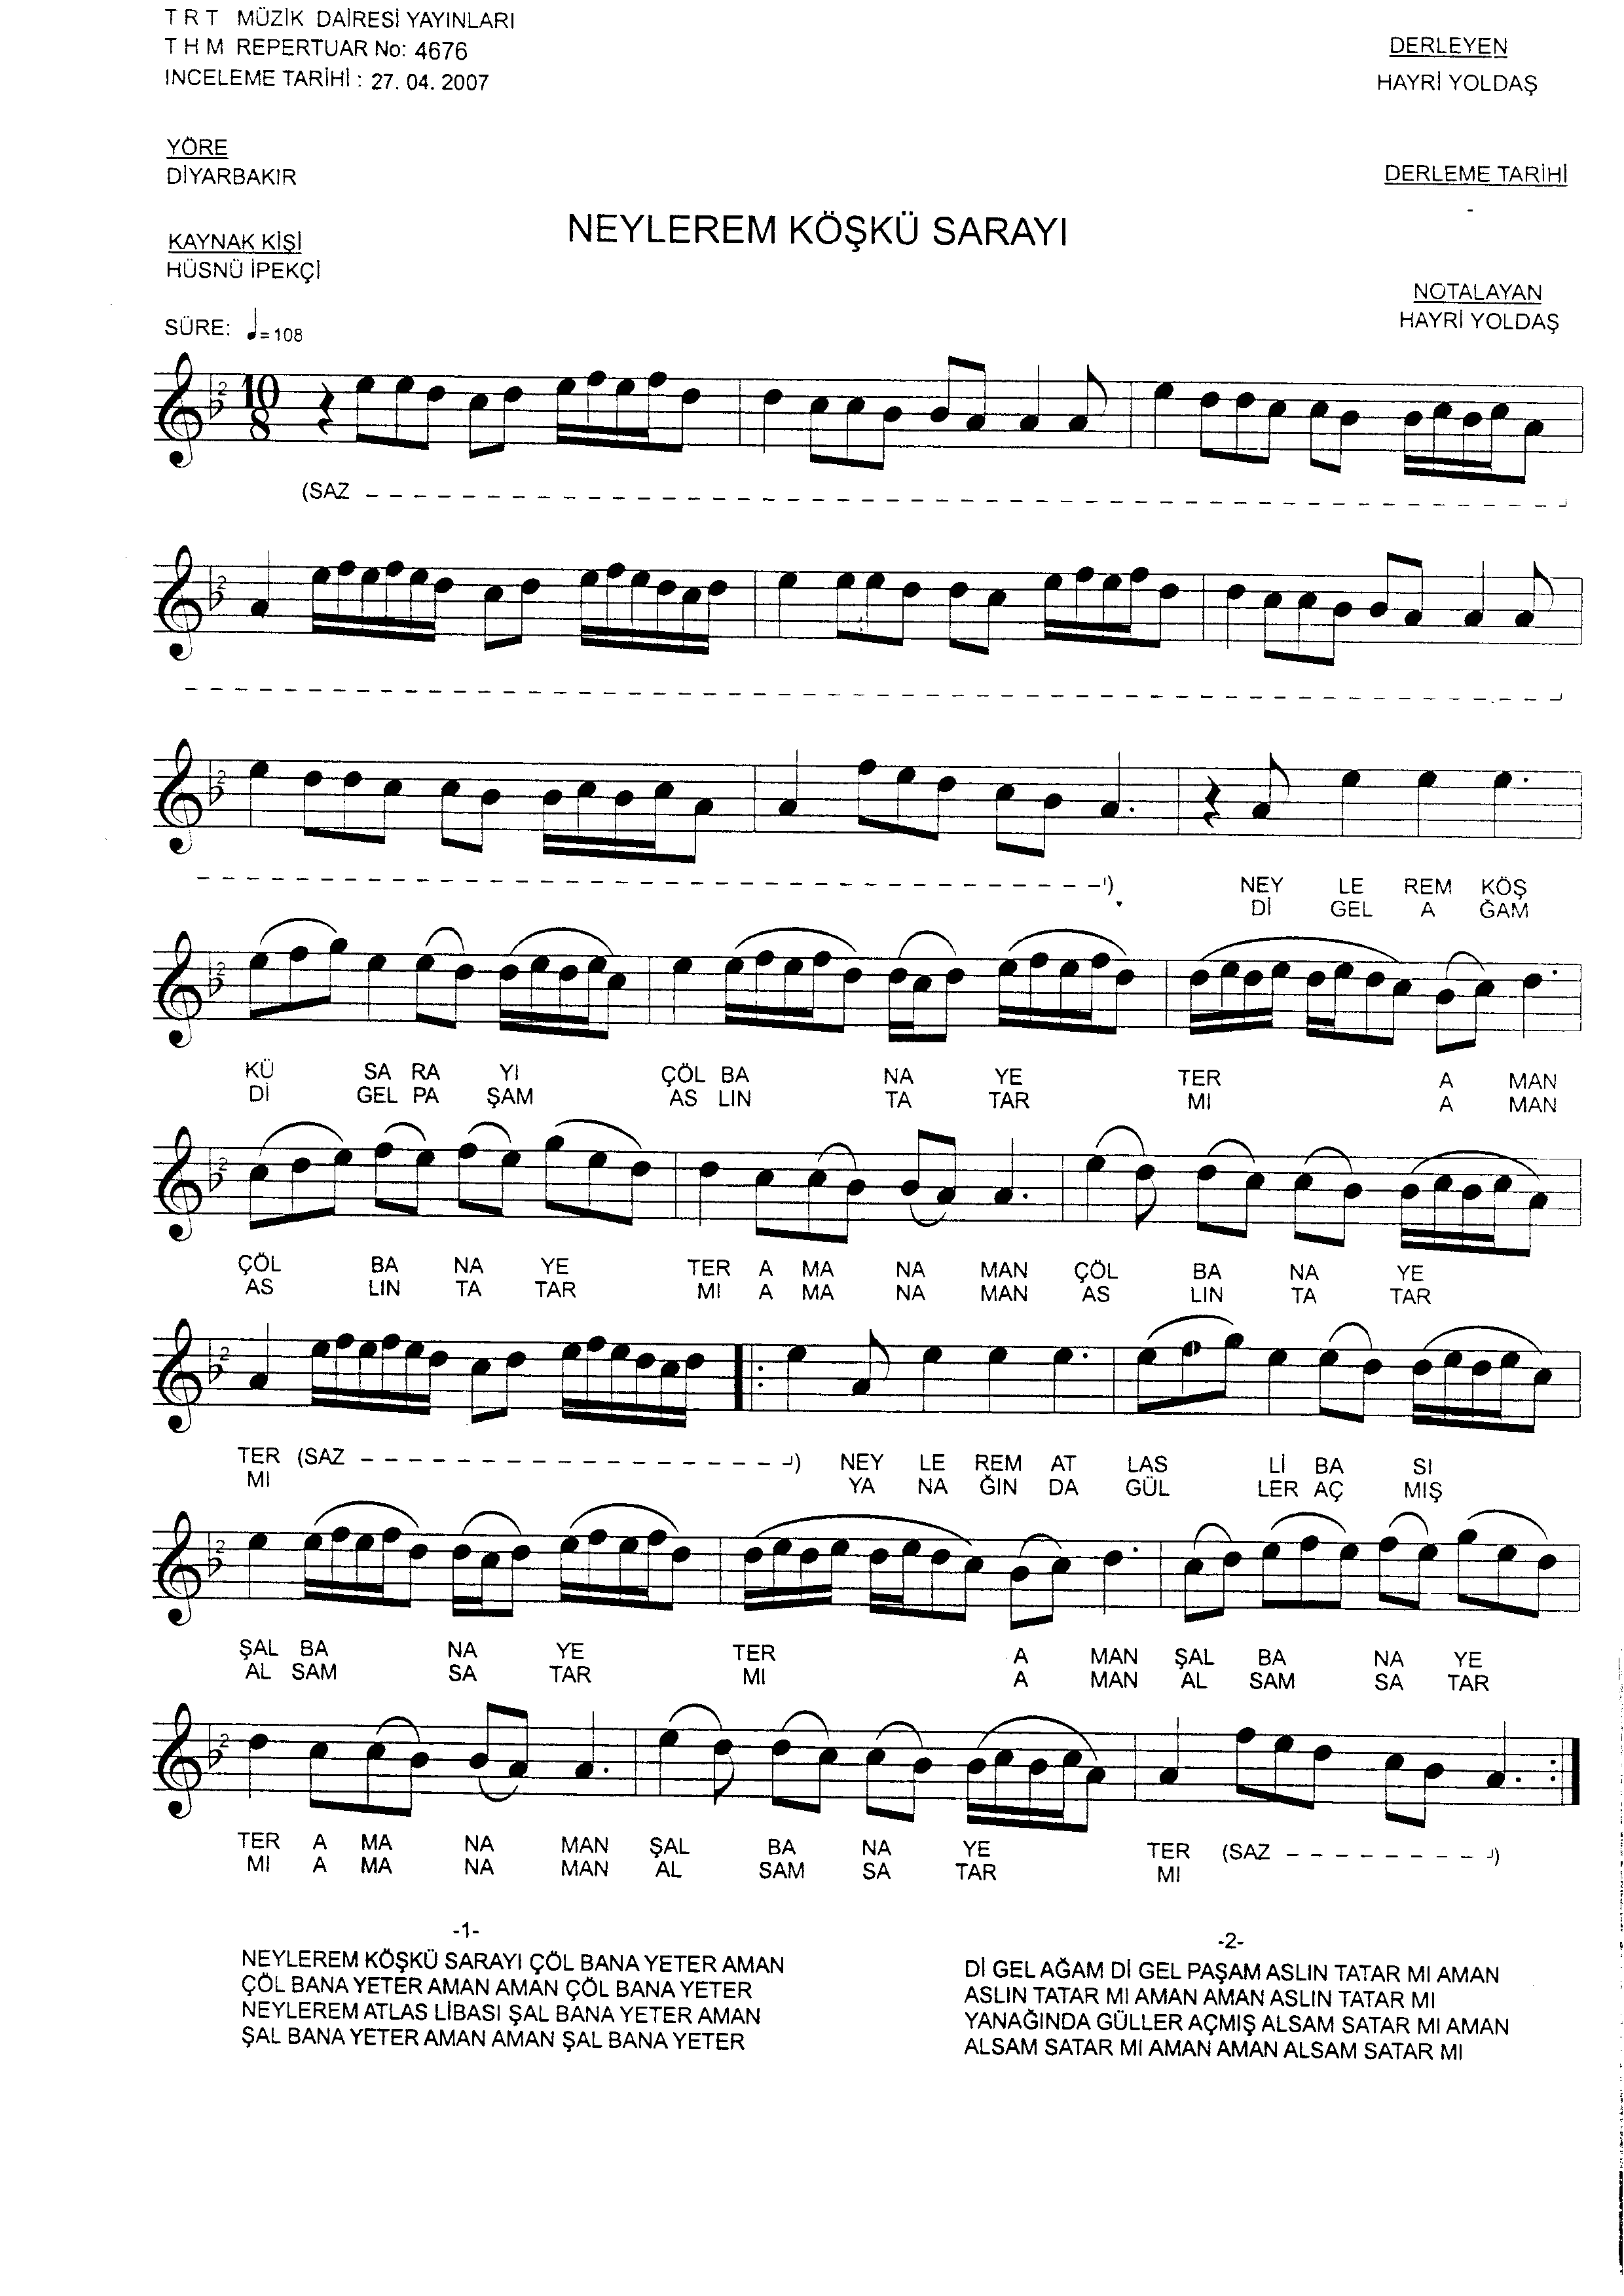 T R T MÜZİK DAİRESİ YAYINLARI
T H M REPERTUAR No: 4676
INCELEME TARİHİ : 27. 04. 2007
DERLEYEN
HAYRİ YOLDAŞ
YÖRE
DİYARBAKIR
DERLEME TARİHİ
-
NEYLEREM KÖŞKÜ SARAYI
KAYNAK KİŞİ
HÜSNÜ İPEKÇİ
NOTALAYAN
HAYRİ YOLDAŞ
SÜRE: ♩=108
10
8
(SAZ
NEY LE REM KÖŞ
Dİ GEL A ĞAM
KÜ SA RA YI ÇÖL BA NA YE TER A MAN
Dİ GEL PA ŞAM AS LIN TA TAR MI A MAN
ÇÖL BA NA YE TER A MA NA MAN ÇÖL BA NA YE
AS LIN TA TAR MI A MA NA MAN AS LIN TA TAR
TER (SAZ ) NEY LE REM AT LAS Lİ BA SI
MI YA NA ĞIN DA GÜL LER AÇ MIŞ
ŞAL BA NA YE TER A MAN ŞAL BA NA YE
AL SAM SA TAR MI A MAN AL SAM SA TAR
TER A MA NA MAN ŞAL BA NA YE TER (SAZ )
MI A MA NA MAN AL SAM SA TAR MI
-1-
NEYLEREM KÖŞKÜ SARAYI ÇÖL BANA YETER AMAN
ÇÖL BANA YETER AMAN AMAN ÇÖL BANA YETER
NEYLEREM ATLAS LİBASI ŞAL BANA YETER AMAN
ŞAL BANA YETER AMAN AMAN ŞAL BANA YETER
-2-
Dİ GEL AĞAM Dİ GEL PAŞAM ASLIN TATAR MI AMAN
ASLIN TATAR MI AMAN AMAN ASLIN TATAR MI
YANAĞINDA GÜLLER AÇMIŞ ALSAM SATAR MI AMAN
ALSAM SATAR MI AMAN AMAN ALSAM SATAR MI